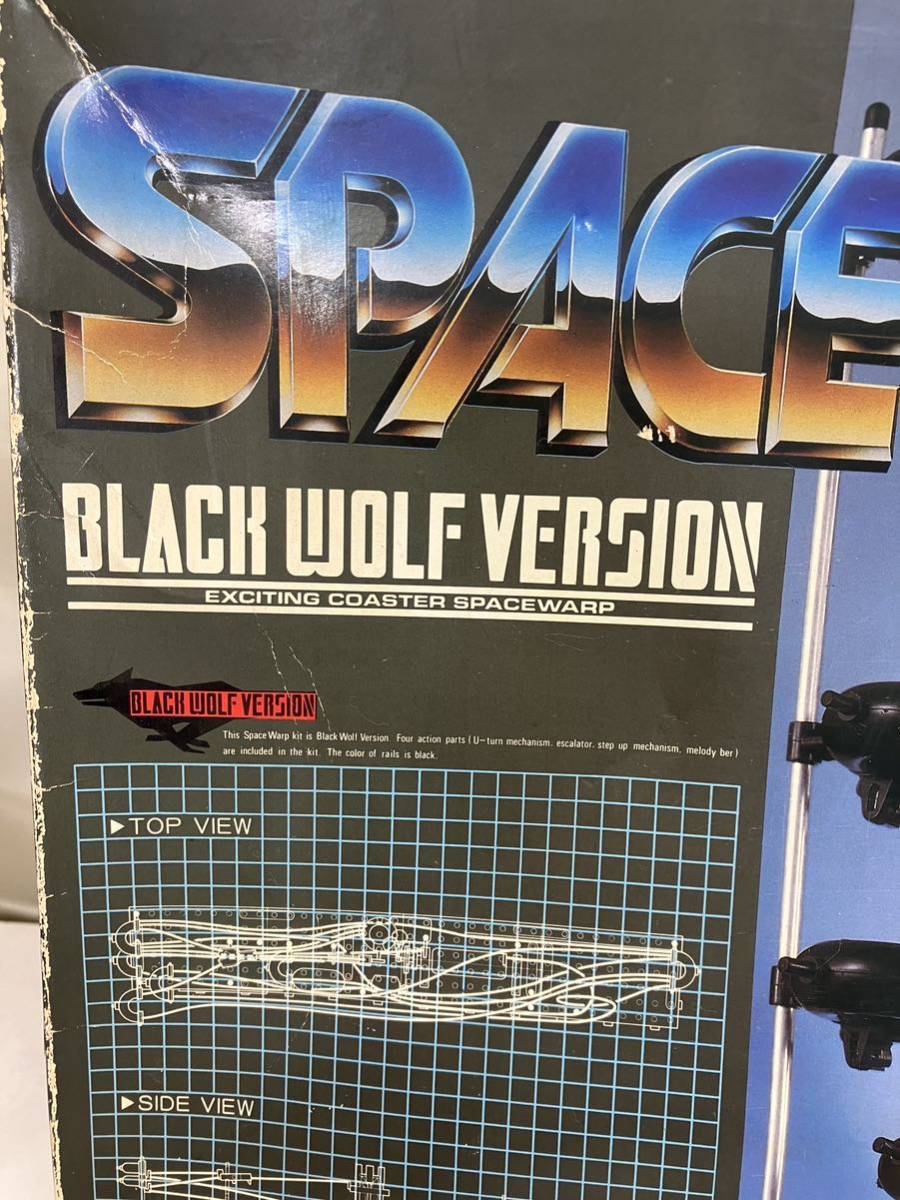 SPACE
BLACK WOLF VERSION
EXCITING COASTER SPACEWARP
BLACK WOLF VERSION
This Space Warp kit is Black Wolf Version. Four action parts (U-turn mechanism. escalator. step up mechanism. melody ber)
are included in the kit. The color of rails is black.
▶TOP VIEW
▶SIDE VIEW